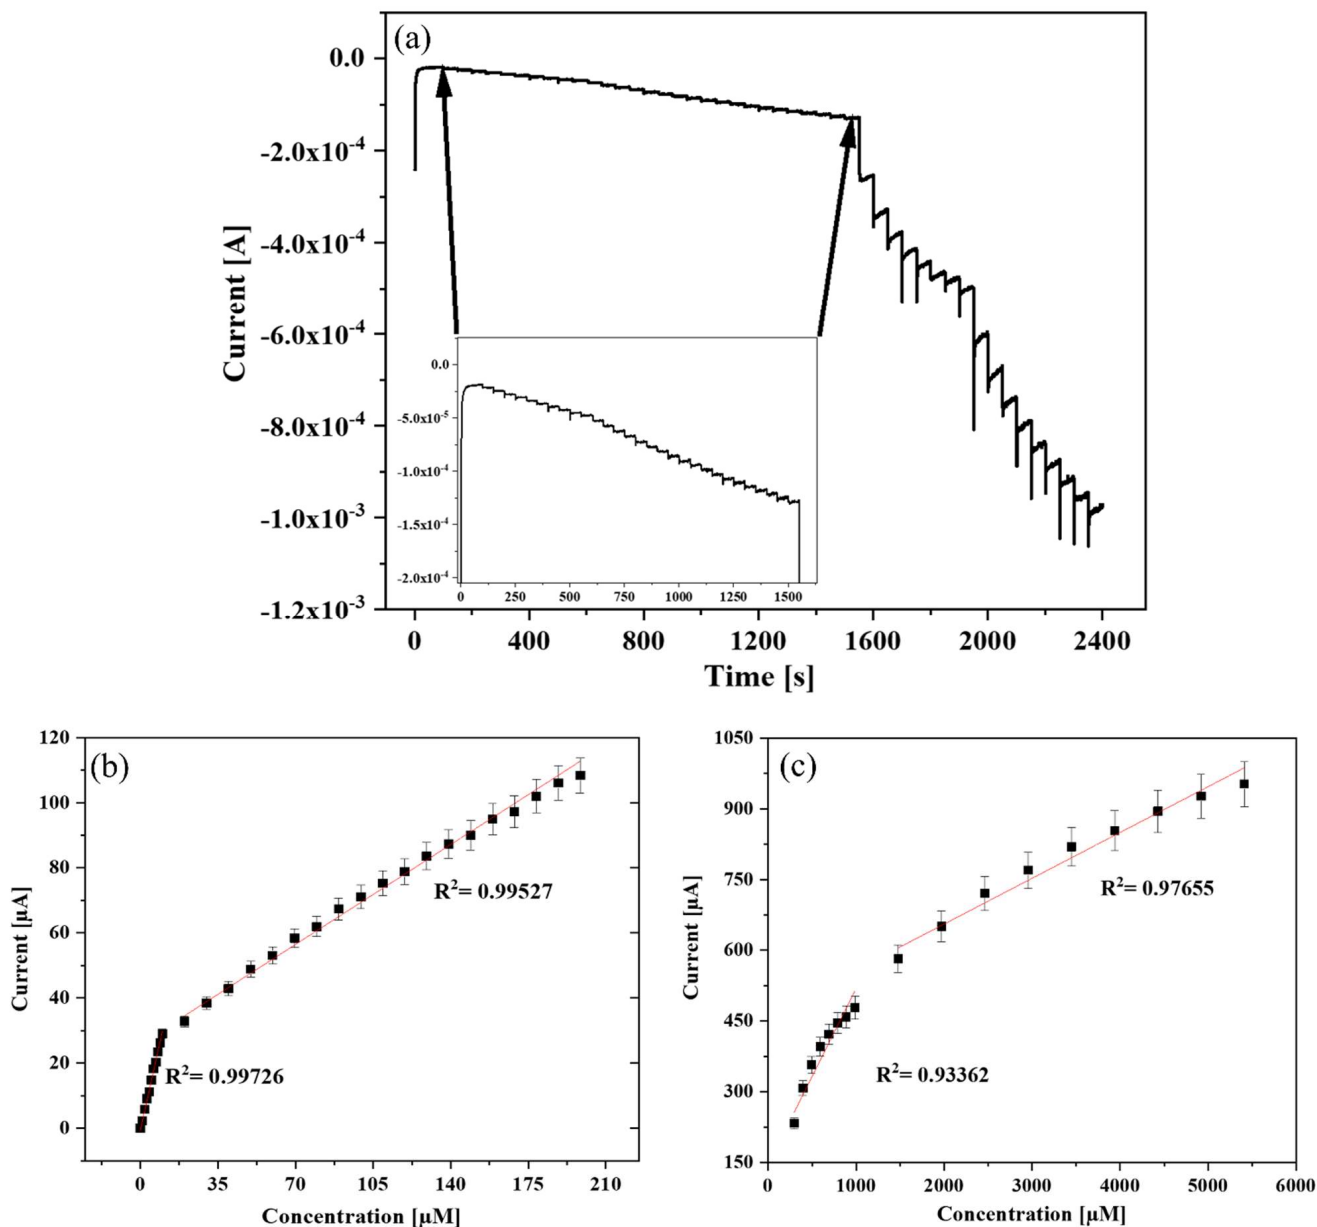 (a)
0.0
-2.0x10⁻⁴
-4.0x10⁻⁴
-6.0x10⁻⁴
-8.0x10⁻⁴
-1.0x10⁻³
-1.2x10⁻³
Current [A]
0.0
-5.0x10⁻⁵
-1.0x10⁻⁴
-1.5x10⁻⁴
-2.0x10⁻⁴
0 250 500 750 1000 1250 1500
0 400 800 1200 1600 2000 2400
Time [s]
(b)
120
100
80
60
40
20
0
Current [µA]
R²= 0.99527
R²= 0.99726
0 35 70 105 140 175 210
Concentration [µM]
(c)
1050
900
750
600
450
300
150
Current [µA]
R²= 0.97655
R²= 0.93362
0 1000 2000 3000 4000 5000 6000
Concentration [µM]